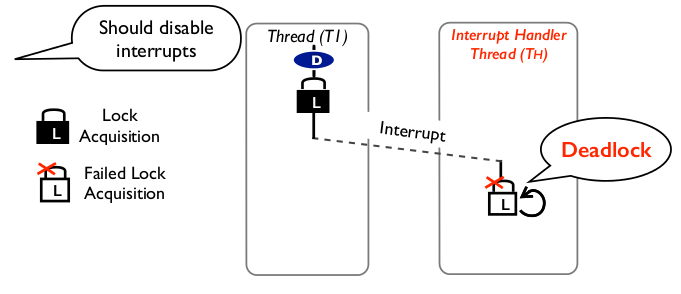 Should disable
interrupts
Thread (T1)
D
L
Interrupt Handler
Thread (TH)
Interrupt
Deadlock
L
L
Lock
Acquisition
L
Failed Lock
Acquisition